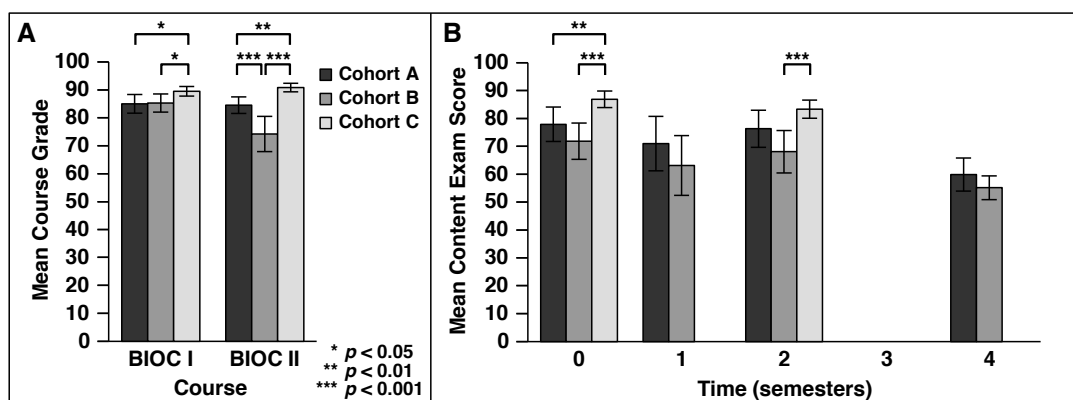 A
* 
**
*
***
***
Mean Course Grade
100
90
80
70
60
50
40
30
20
10
0
BIOC I
BIOC II
Course
Cohort A
Cohort B
Cohort C
* p < 0.05
** p < 0.01
*** p < 0.001
B
**
***
***
Mean Content Exam Score
100
90
80
70
60
50
40
30
20
10
0
0 1 2 3 4
Time (semesters)